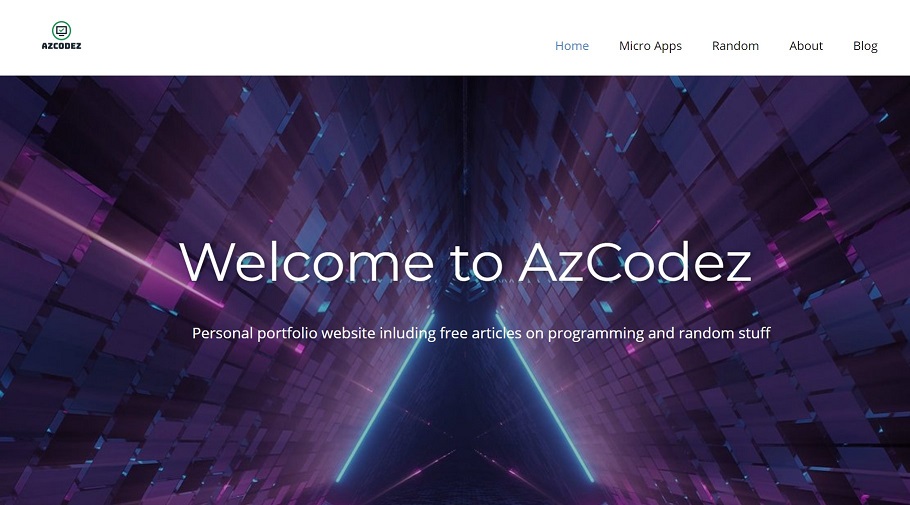 AZCODEZ
Home Micro Apps Random About Blog
Welcome to AzCodez
Personal portfolio website inluding free articles on programming and random stuff